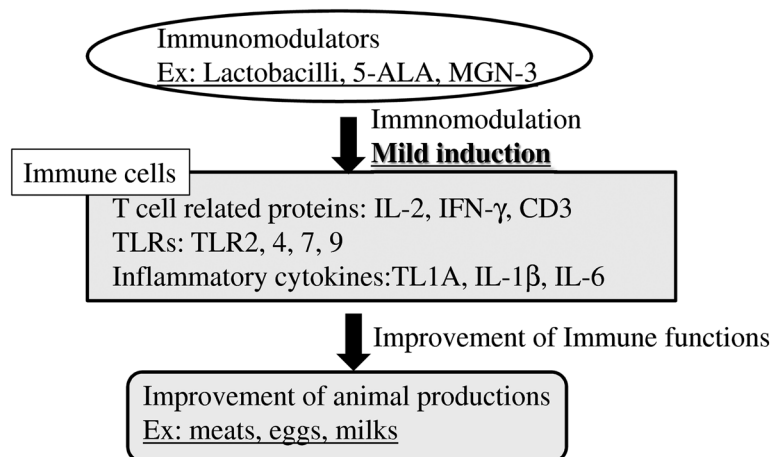 Immunomodulators
Ex: Lactobacilli, 5-ALA, MGN-3
Immnomodulation
Mild induction
Immune cells
T cell related proteins: IL-2, IFN-γ, CD3
TLRs: TLR2, 4, 7, 9
Inflammatory cytokines:TL1A, IL-1β, IL-6
Improvement of Immune functions
Improvement of animal productions
Ex: meats, eggs, milks